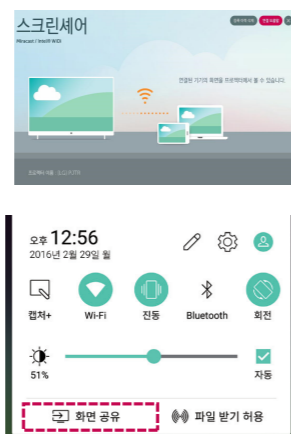 스크린셰어
Miracast / Intel® WiDi
연결된 기기의 화면을 프로젝터에서 볼 수 있습니다.
오후 12:56
2016년 2월 29일 월
캡처+
Wi-Fi
진동
Bluetooth
회전
51%
자동
화면 공유
파일 받기 허용